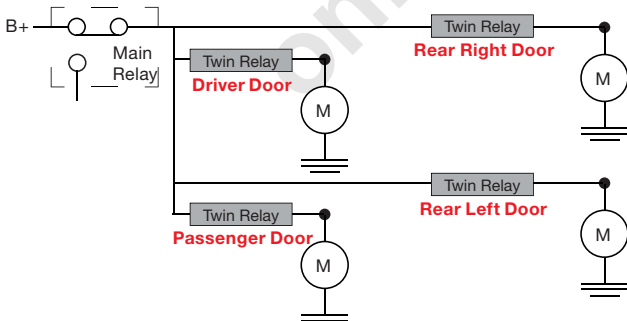 B+
Main
Relay
Twin Relay
Rear Right Door
M
Twin Relay
Driver Door
M
Twin Relay
Rear Left Door
M
Twin Relay
Passenger Door
M